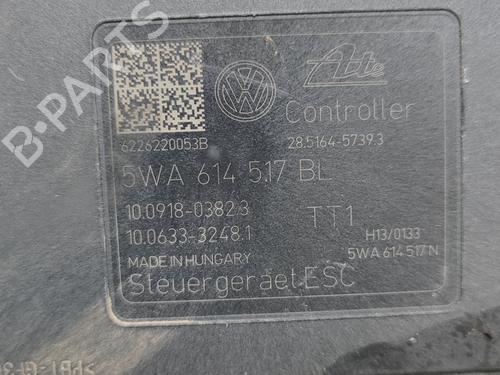 Ate
Controller
6226220053B 28.5164-5739.3
5WA 614 517 BL
10.0918-0382.3
TT1
10.0633-3248.1
H13/0133
MADE IN HUNGARY
5WA 614 517 N
Steuergeraet ESC